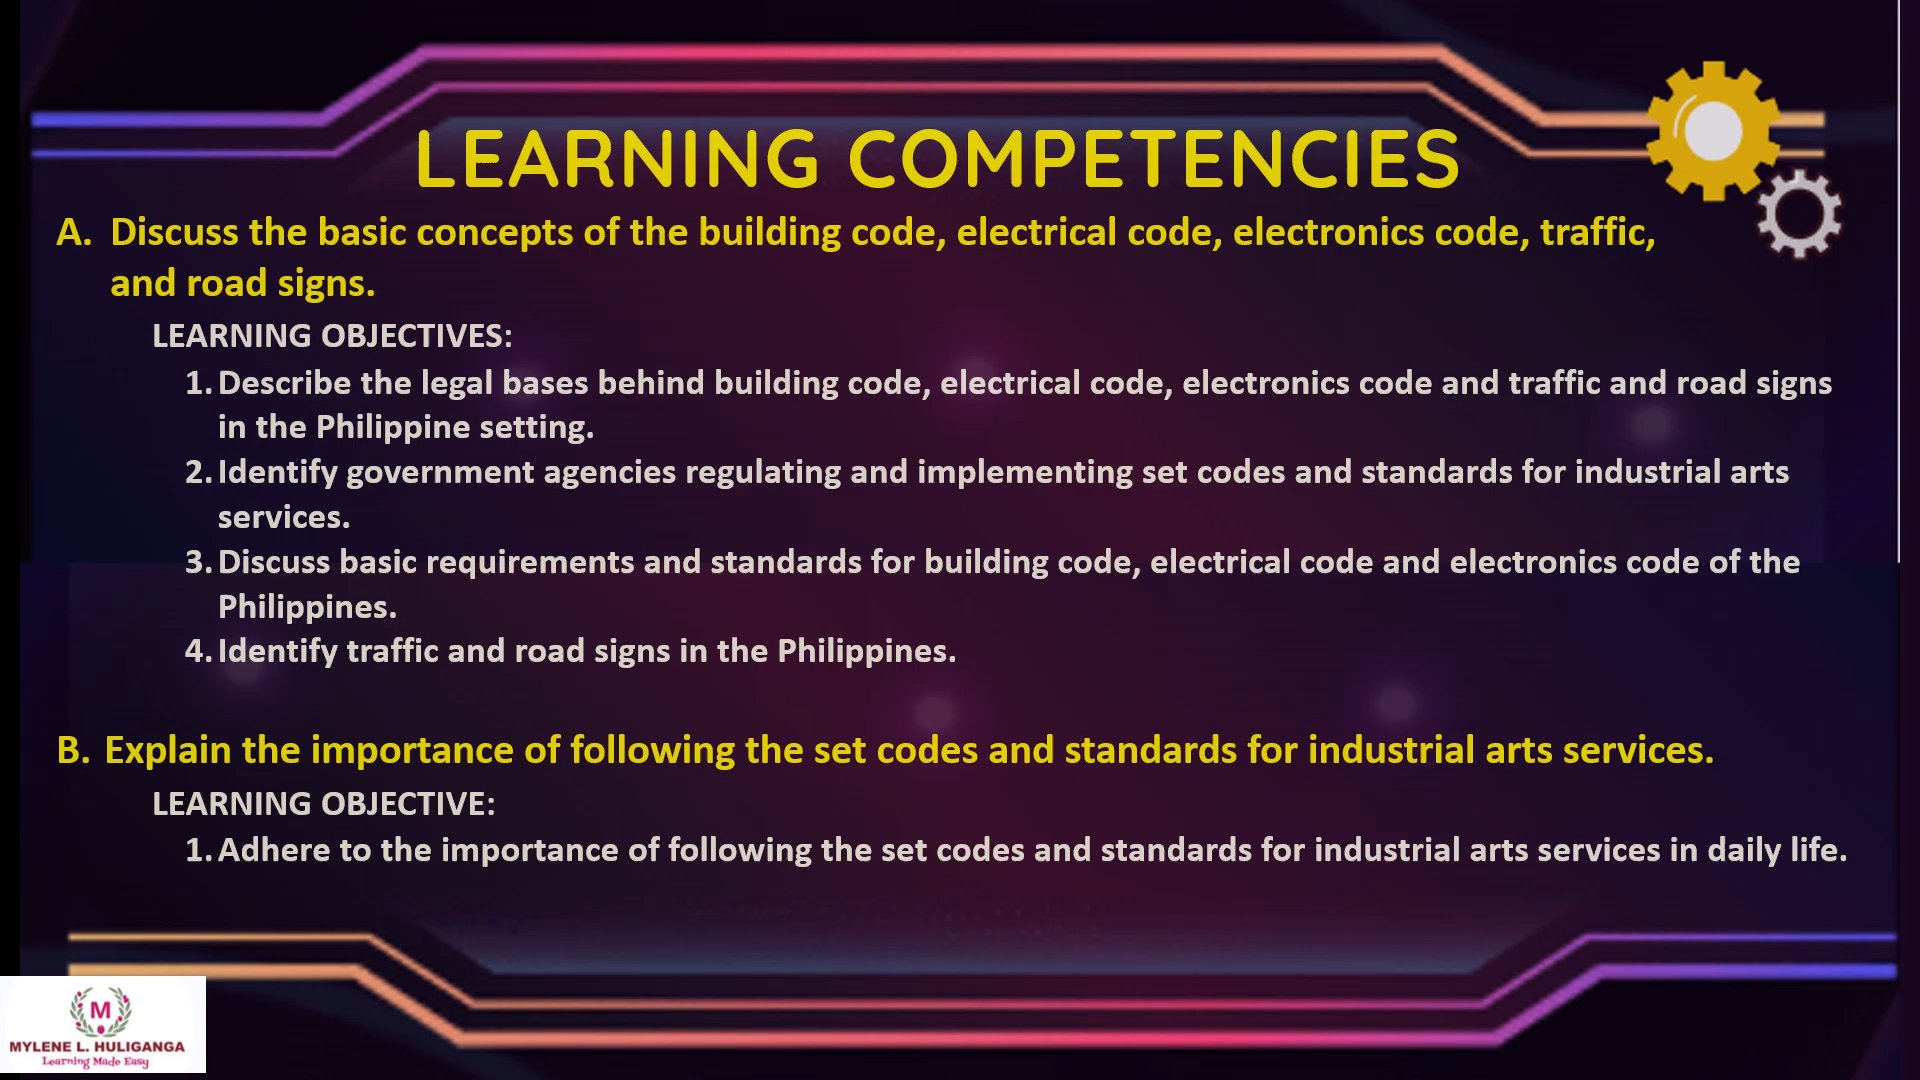 LEARNING COMPETENCIES
A. Discuss the basic concepts of the building code, electrical code, electronics code, traffic,
and road signs.
LEARNING OBJECTIVES:
1. Describe the legal bases behind building code, electrical code, electronics code and traffic and road signs
in the Philippine setting.
2. Identify government agencies regulating and implementing set codes and standards for industrial arts
services.
3. Discuss basic requirements and standards for building code, electrical code and electronics code of the
Philippines.
4. Identify traffic and road signs in the Philippines.
B. Explain the importance of following the set codes and standards for industrial arts services.
LEARNING OBJECTIVE:
1. Adhere to the importance of following the set codes and standards for industrial arts services in daily life.
M
MYLENE L. HULIGANGA
Learning Made Easy